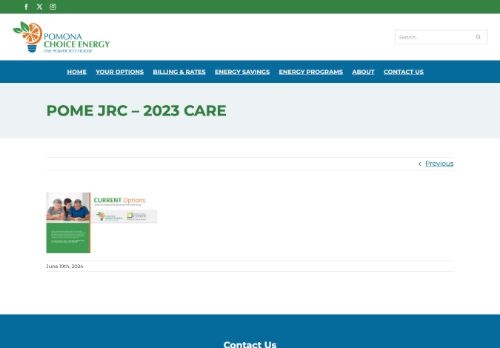 POMONA
CHOICE ENERGY
THE POWER TO CHOOSE
Search...
HOME YOUR OPTIONS BILLING & RATES ENERGY SAVINGS ENERGY PROGRAMS ABOUT CONTACT US
POME JRC – 2023 CARE
Previous
CURRENT Options
June 19th, 2024
Contact Us